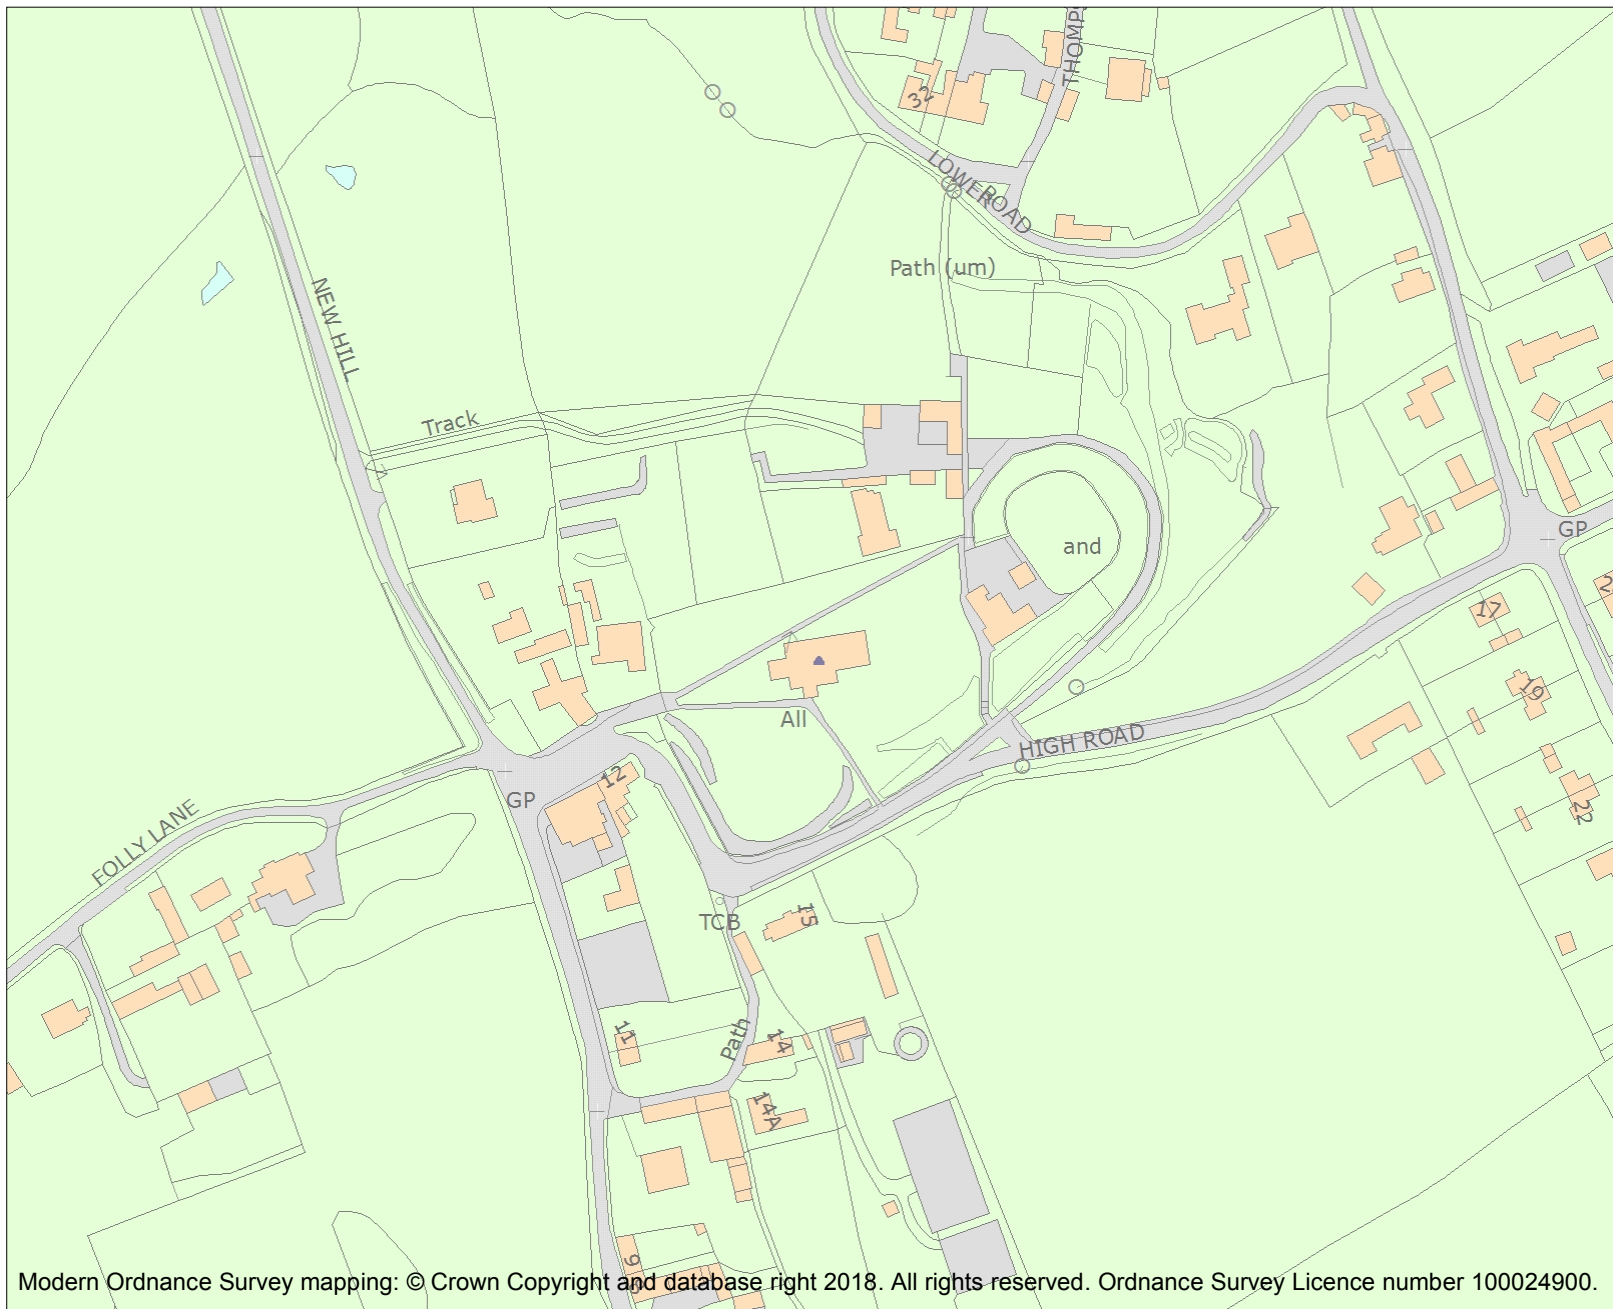 THOMPS
32
LOWER
ROAD
Path (um)
NEW HILL
Track
and
GP
17
19
All
HIGH ROAD
12
GP
22
FOLLY LANE
TCB
15
11
Path
14
14A
9
Modern Ordnance Survey mapping: © Crown Copyright and database right 2018. All rights reserved. Ordnance Survey Licence number 100024900.